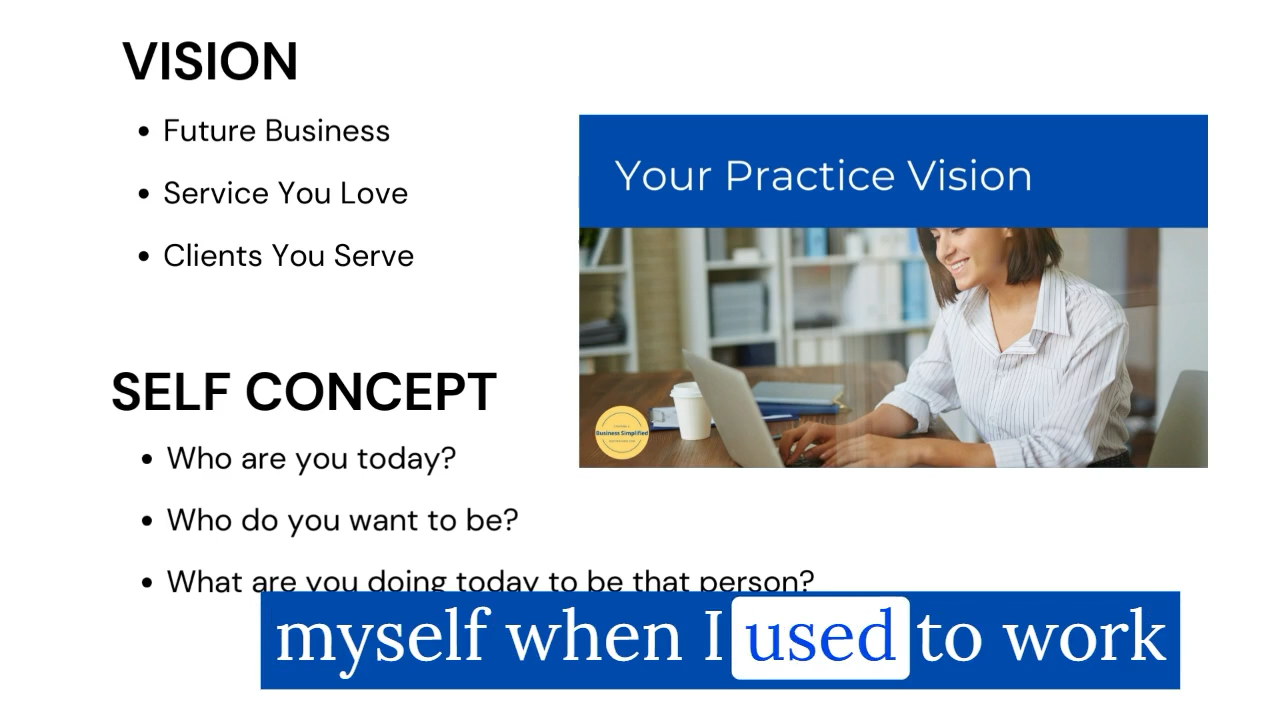 VISION
• Future Business
• Service You Love
• Clients You Serve
Your Practice Vision
Business Simplified
SELF CONCEPT
• Who are you today?
• Who do you want to be?
• What are you doing today to be that person?
myself when I used to work